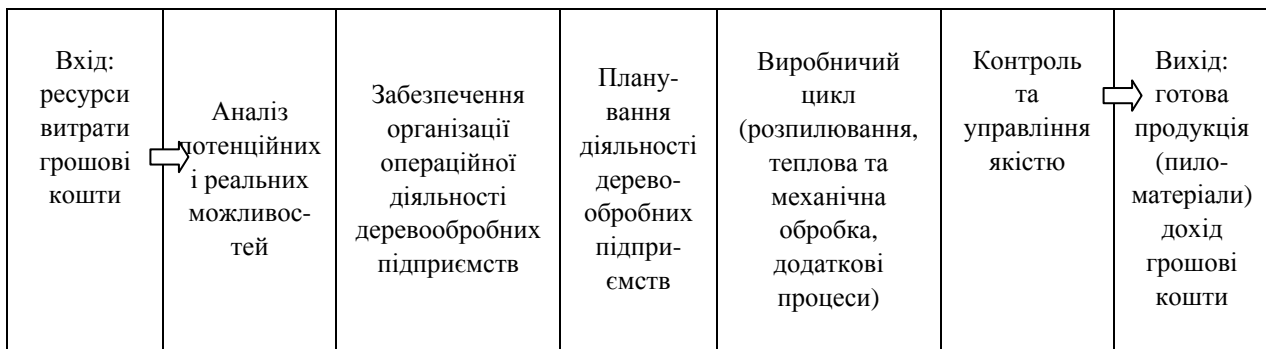 Вхід:
ресурси
витрати
грошові
кошти
Аналіз
потенційних
і реальних
можливос-
тей
Забезпечення
організації
операційної
діяльності
деревообробних
підприємств
Плану-
вання
діяльності
дерево-
обробних
підпри-
ємств
Виробничий
цикл
(розпилювання,
теплова та
механічна
обробка,
додаткові
процеси)
Контроль
та
управління
якістю
Вихід:
готова
продукція
(пило-
матеріали)
дохід
грошові
кошти